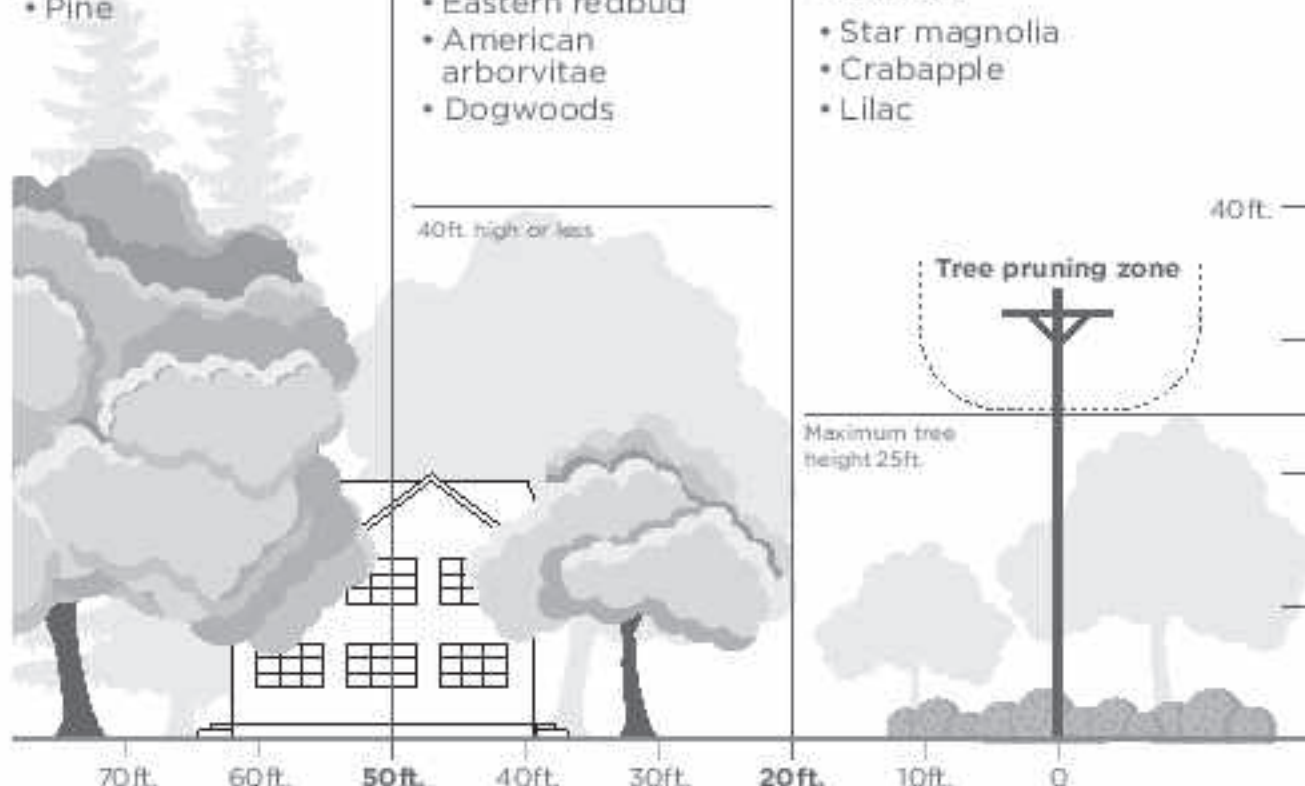 • Pine
• Eastern redbud
• American
arborvitae
• Dogwoods
• Star magnolia
• Crabapple
• Lilac
40ft. high or less
40ft.
Tree pruning zone
Maximum tree
height 25ft.
70ft. 60ft. 50ft. 40ft. 30ft. 20ft. 10ft. 0